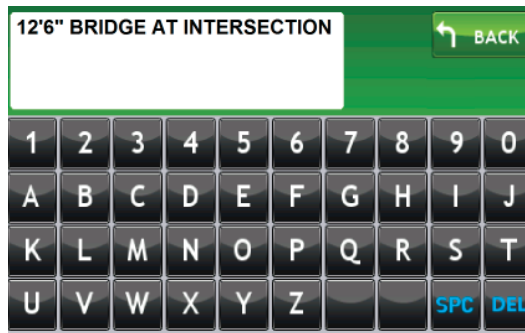 12'6" BRIDGE AT INTERSECTION
BACK
1 2 3 4 5 6 7 8 9 0
A B C D E F G H I J
K L M N O P Q R S T
U V W X Y Z SPC DEL